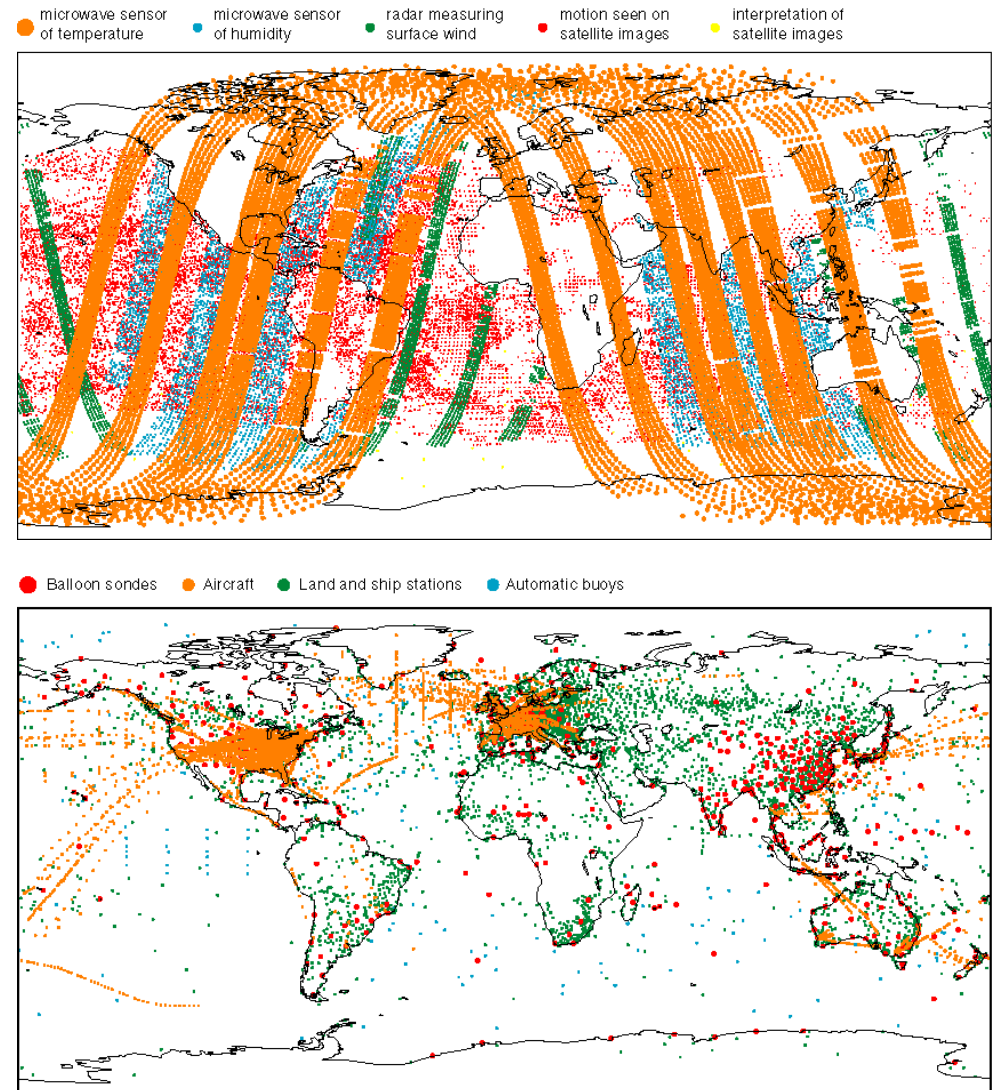 microwave sensor of temperature
microwave sensor of humidity
radar measuring surface wind
motion seen on satellite images
interpretation of satellite images
Balloon sondes
Aircraft
Land and ship stations
Automatic buoys